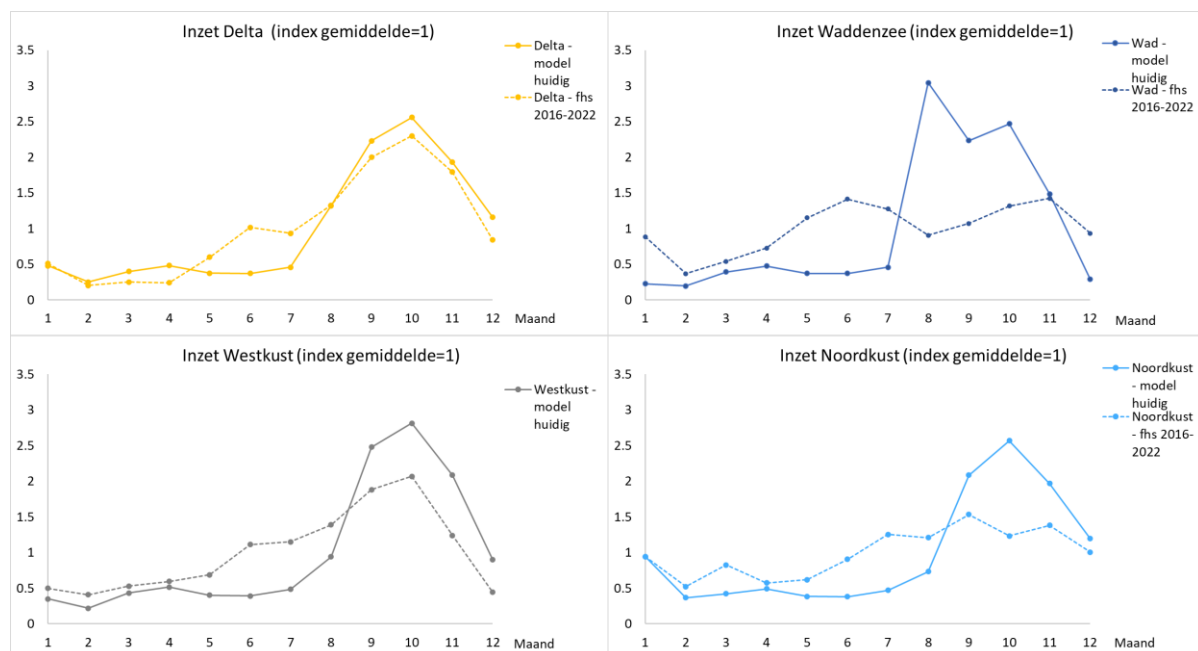 Inzet Delta (index gemiddelde=1)
3.5
3
2.5
2
1.5
1
0.5
0
1 2 3 4 5 6 7 8 9 10 11 12 Maand
Delta -
model
huidig
Delta - fhs
2016-2022
Inzet Waddenzee (index gemiddelde=1)
3.5
3
2.5
2
1.5
1
0.5
0
1 2 3 4 5 6 7 8 9 10 11 12 Maand
Wad -
model
huidig
Wad - fhs
2016-2022
Inzet Westkust (index gemiddelde=1)
3.5
3
2.5
2
1.5
1
0.5
0
1 2 3 4 5 6 7 8 9 10 11 12 Maand
Westkust -
model
huidig
Inzet Noordkust (index gemiddelde=1)
3.5
3
2.5
2
1.5
1
0.5
0
1 2 3 4 5 6 7 8 9 10 11 12 Maand
Noordkust
- model
huidig
Noordkust
- fhs 2016-
2022